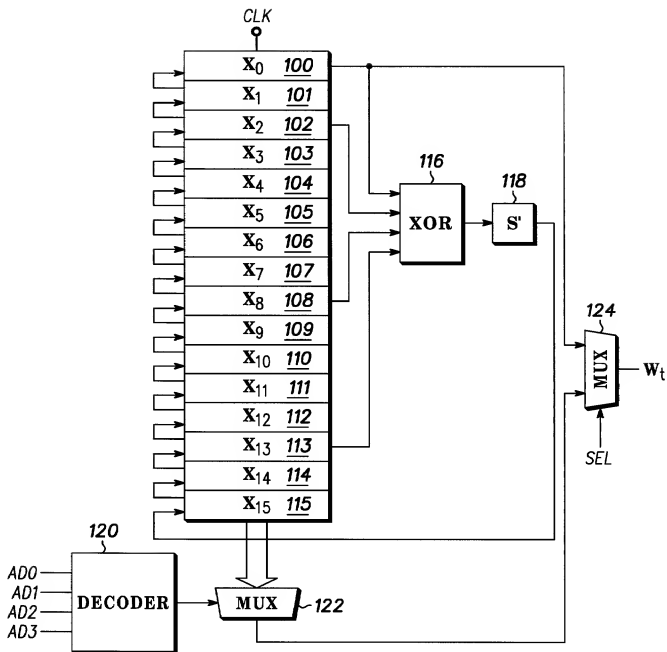 CLK
X0 100
X1 101
X2 102
X3 103
X4 104
X5 105
X6 106
X7 107
X8 108
X9 109
X10 110
X11 111
X12 112
X13 113
X14 114
X15 115
116
XOR
118
S'
124
MUX
Wt
SEL
120
AD0
AD1
AD2
AD3
DECODER
MUX
122